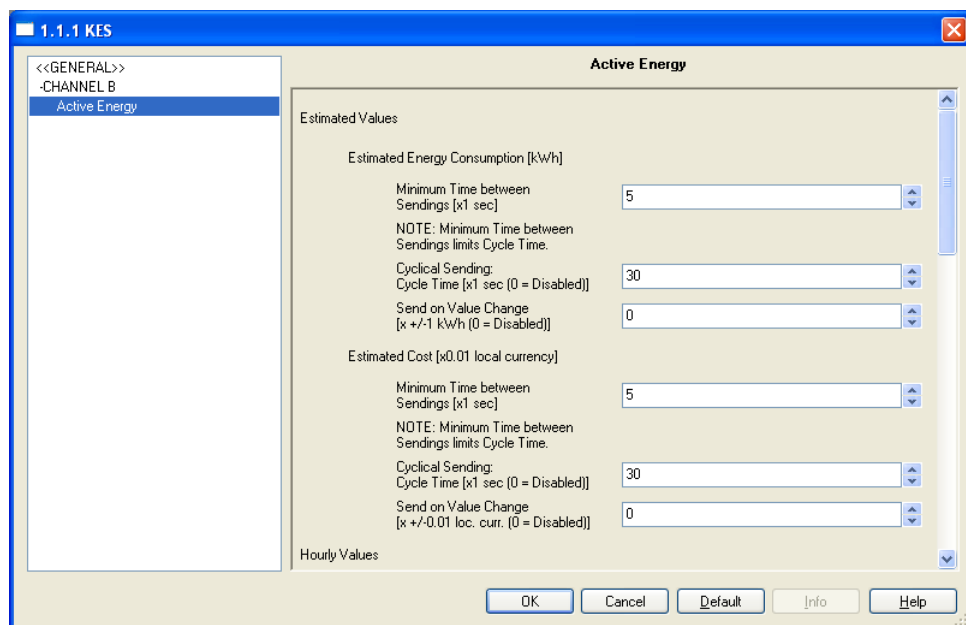 1.1.1 KES
<<GENERAL>>
-CHANNEL B
Active Energy
Active Energy
Estimated Values
Estimated Energy Consumption [kWh]
Minimum Time between
Sendings [x1 sec]
5
NOTE: Minimum Time between
Sendings limits Cycle Time.
Cyclical Sending:
Cycle Time [x1 sec (0 = Disabled)]
30
Send on Value Change
[x +/-1 kWh (0 = Disabled)]
0
Estimated Cost [x0.01 local currency]
Minimum Time between
Sendings [x1 sec]
5
NOTE: Minimum Time between
Sendings limits Cycle Time.
Cyclical Sending:
Cycle Time [x1 sec (0 = Disabled)]
30
Send on Value Change
[x +/-0.01 loc. curr. (0 = Disabled)]
0
Hourly Values
OK
Cancel
Default
Info
Help